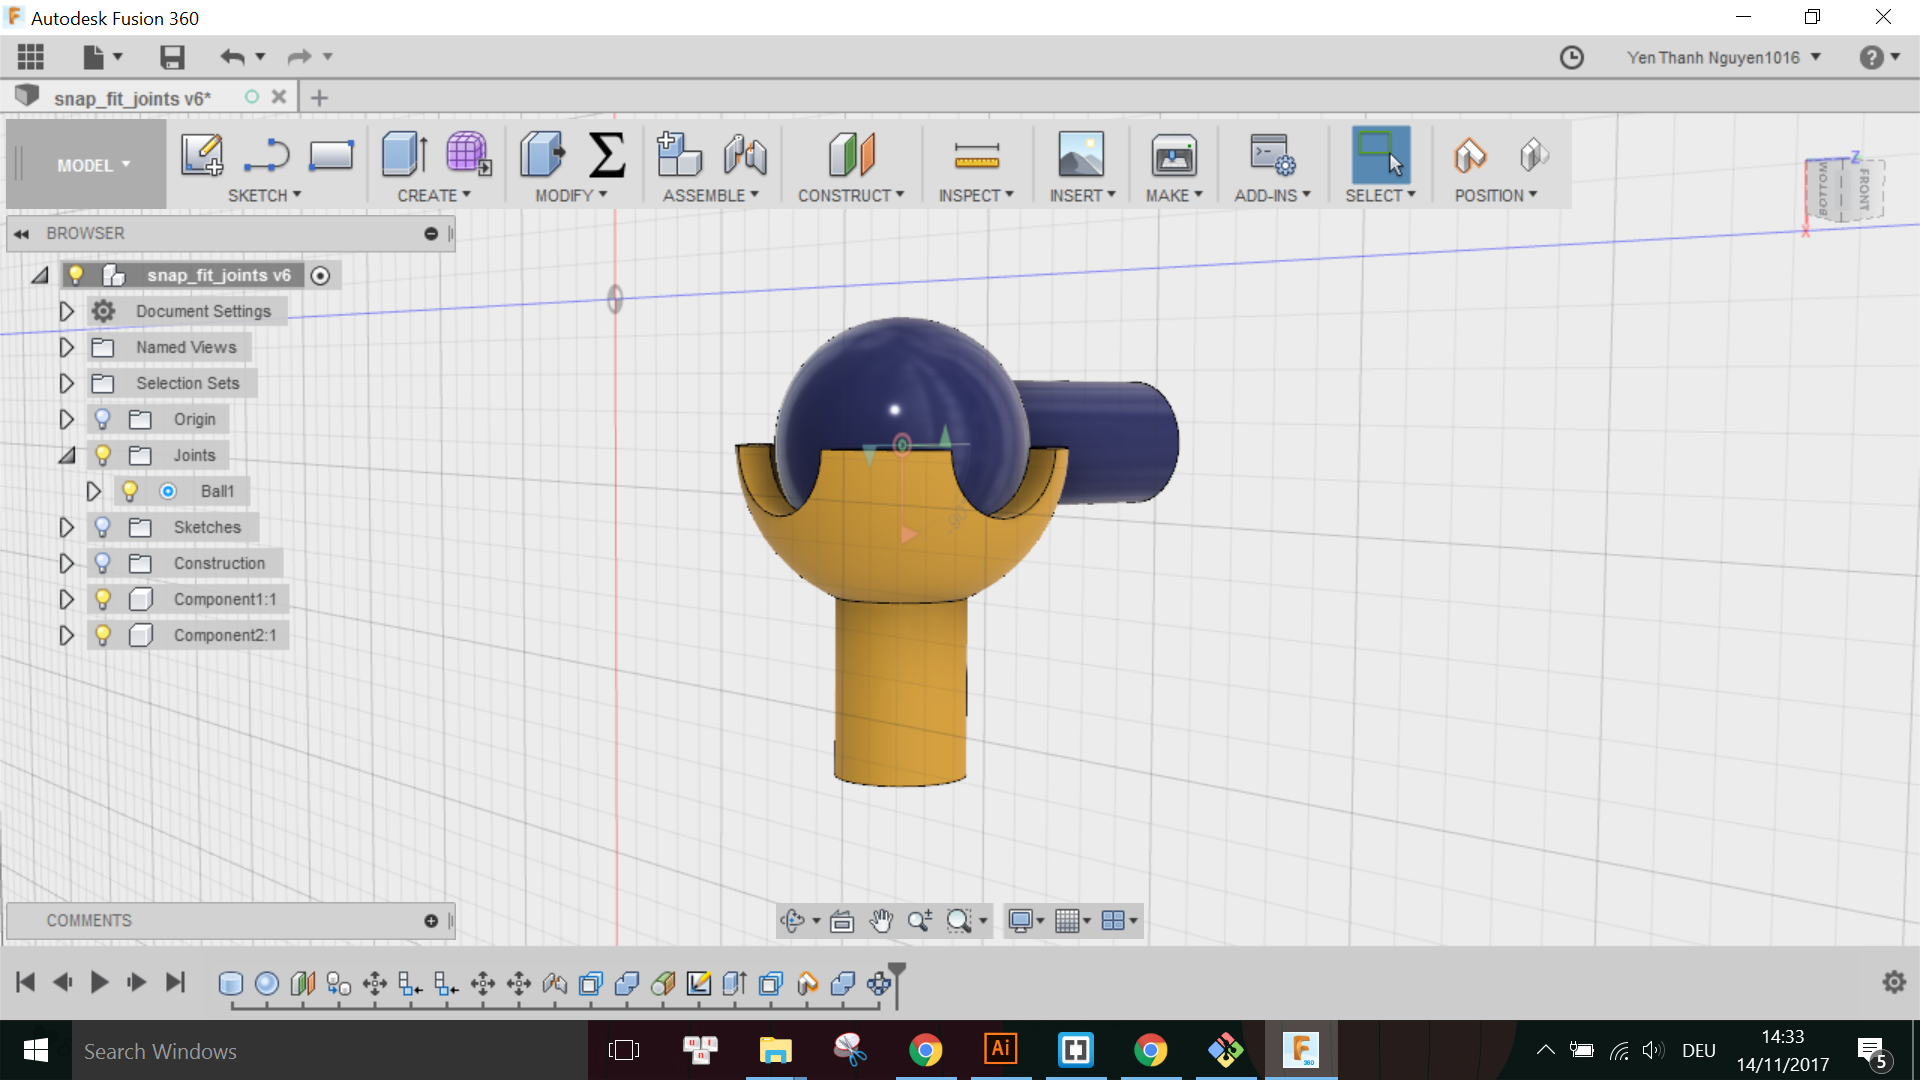 Autodesk Fusion 360
Yen Thanh Nguyen1016
snap_fit_joints v6*
MODEL
SKETCH
CREATE
MODIFY
ASSEMBLE
CONSTRUCT
INSPECT
INSERT
MAKE
ADD-INS
SELECT
POSITION
Z
BOTTOM
FRONT
X
BROWSER
snap_fit_joints v6
Document Settings
Named Views
Selection Sets
Origin
Joints
Ball1
Sketches
Construction
Component1:1
Component2:1
COMMENTS
Search Windows
u i
n
Ai
F
360
DEU
14:33
14/11/2017
5